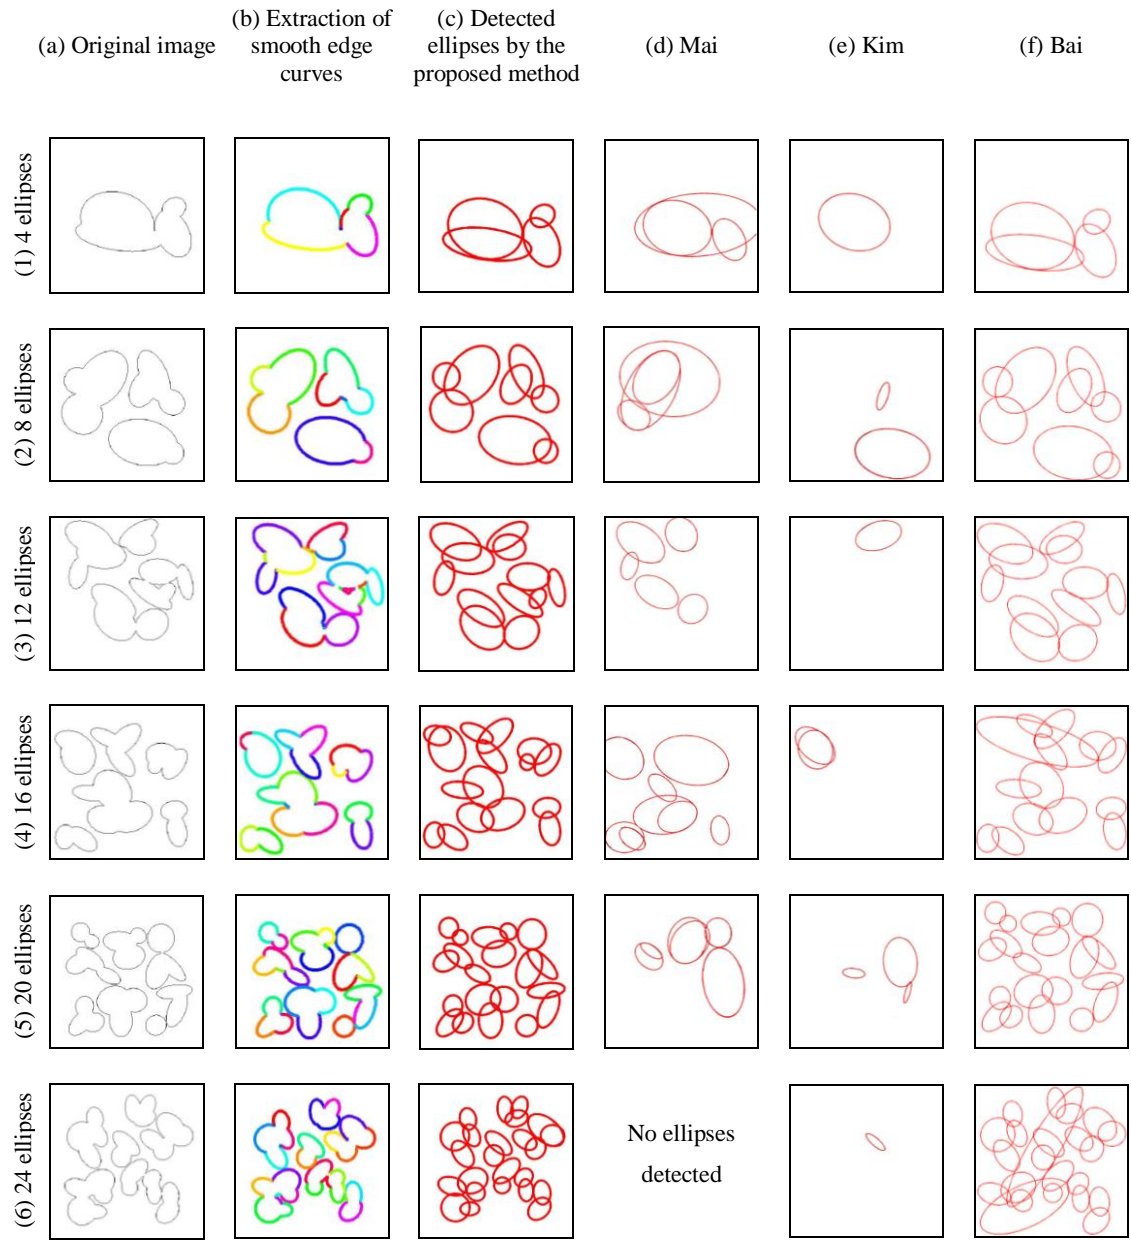 (a) Original image
(b) Extraction of
smooth edge
curves
(c) Detected
ellipses by the
proposed method
(d) Mai
(e) Kim
(f) Bai
(1) 4 ellipses
(2) 8 ellipses
(3) 12 ellipses
(4) 16 ellipses
(5) 20 ellipses
(6) 24 ellipses
No ellipses
detected